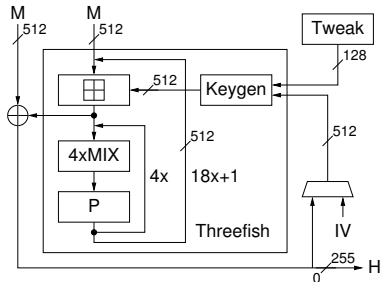 M
M
512
512
Tweak
128
512
Keygen
512
512
4xMIX
4x
18x+1
P
Threefish
IV
0
255
H